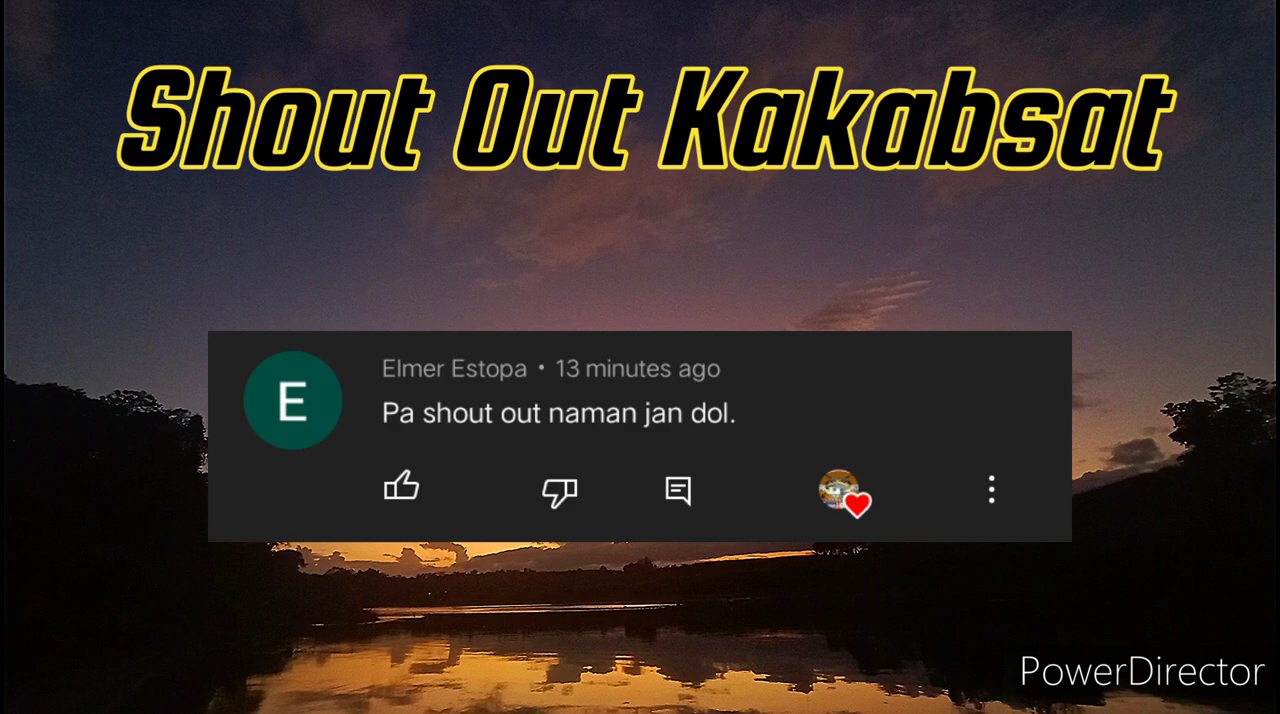 Shout Out Kakabsat
E
Elmer Estopa • 13 minutes ago
Pa shout out naman jan dol.
PowerDirector